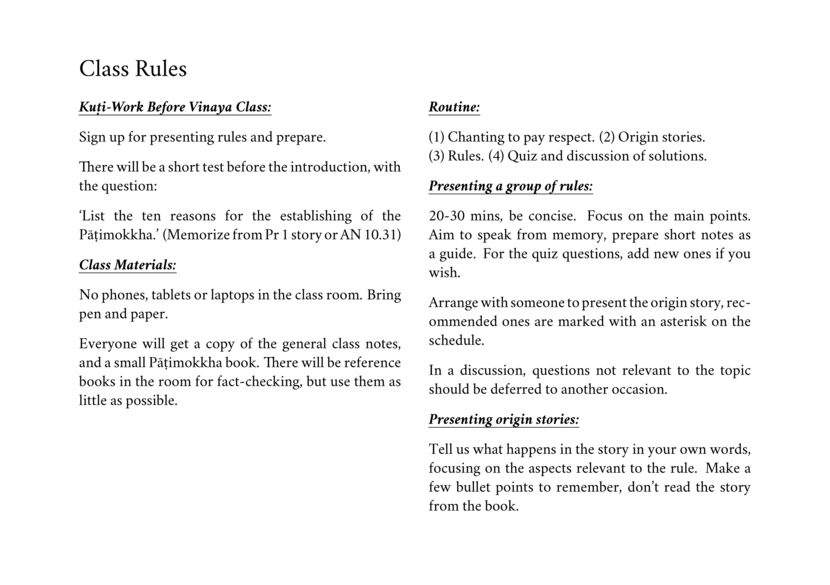 Class Rules
Kuṭi-Work Before Vinaya Class:
Sign up for presenting rules and prepare.
There will be a short test before the introduction, with
the question:
‘List the ten reasons for the establishing of the
Pāṭimokkha.’ (Memorize from Pr 1 story or AN 10.31)
Class Materials:
No phones, tablets or laptops in the class room. Bring
pen and paper.
Everyone will get a copy of the general class notes,
and a small Pāṭimokkha book. There will be reference
books in the room for fact-checking, but use them as
little as possible.
Routine:
(1) Chanting to pay respect. (2) Origin stories.
(3) Rules. (4) Quiz and discussion of solutions.
Presenting a group of rules:
20-30 mins, be concise. Focus on the main points.
Aim to speak from memory, prepare short notes as
a guide. For the quiz questions, add new ones if you
wish.
Arrange with someone to present the origin story, rec-
ommended ones are marked with an asterisk on the
schedule.
In a discussion, questions not relevant to the topic
should be deferred to another occasion.
Presenting origin stories:
Tell us what happens in the story in your own words,
focusing on the aspects relevant to the rule. Make a
few bullet points to remember, don’t read the story
from the book.